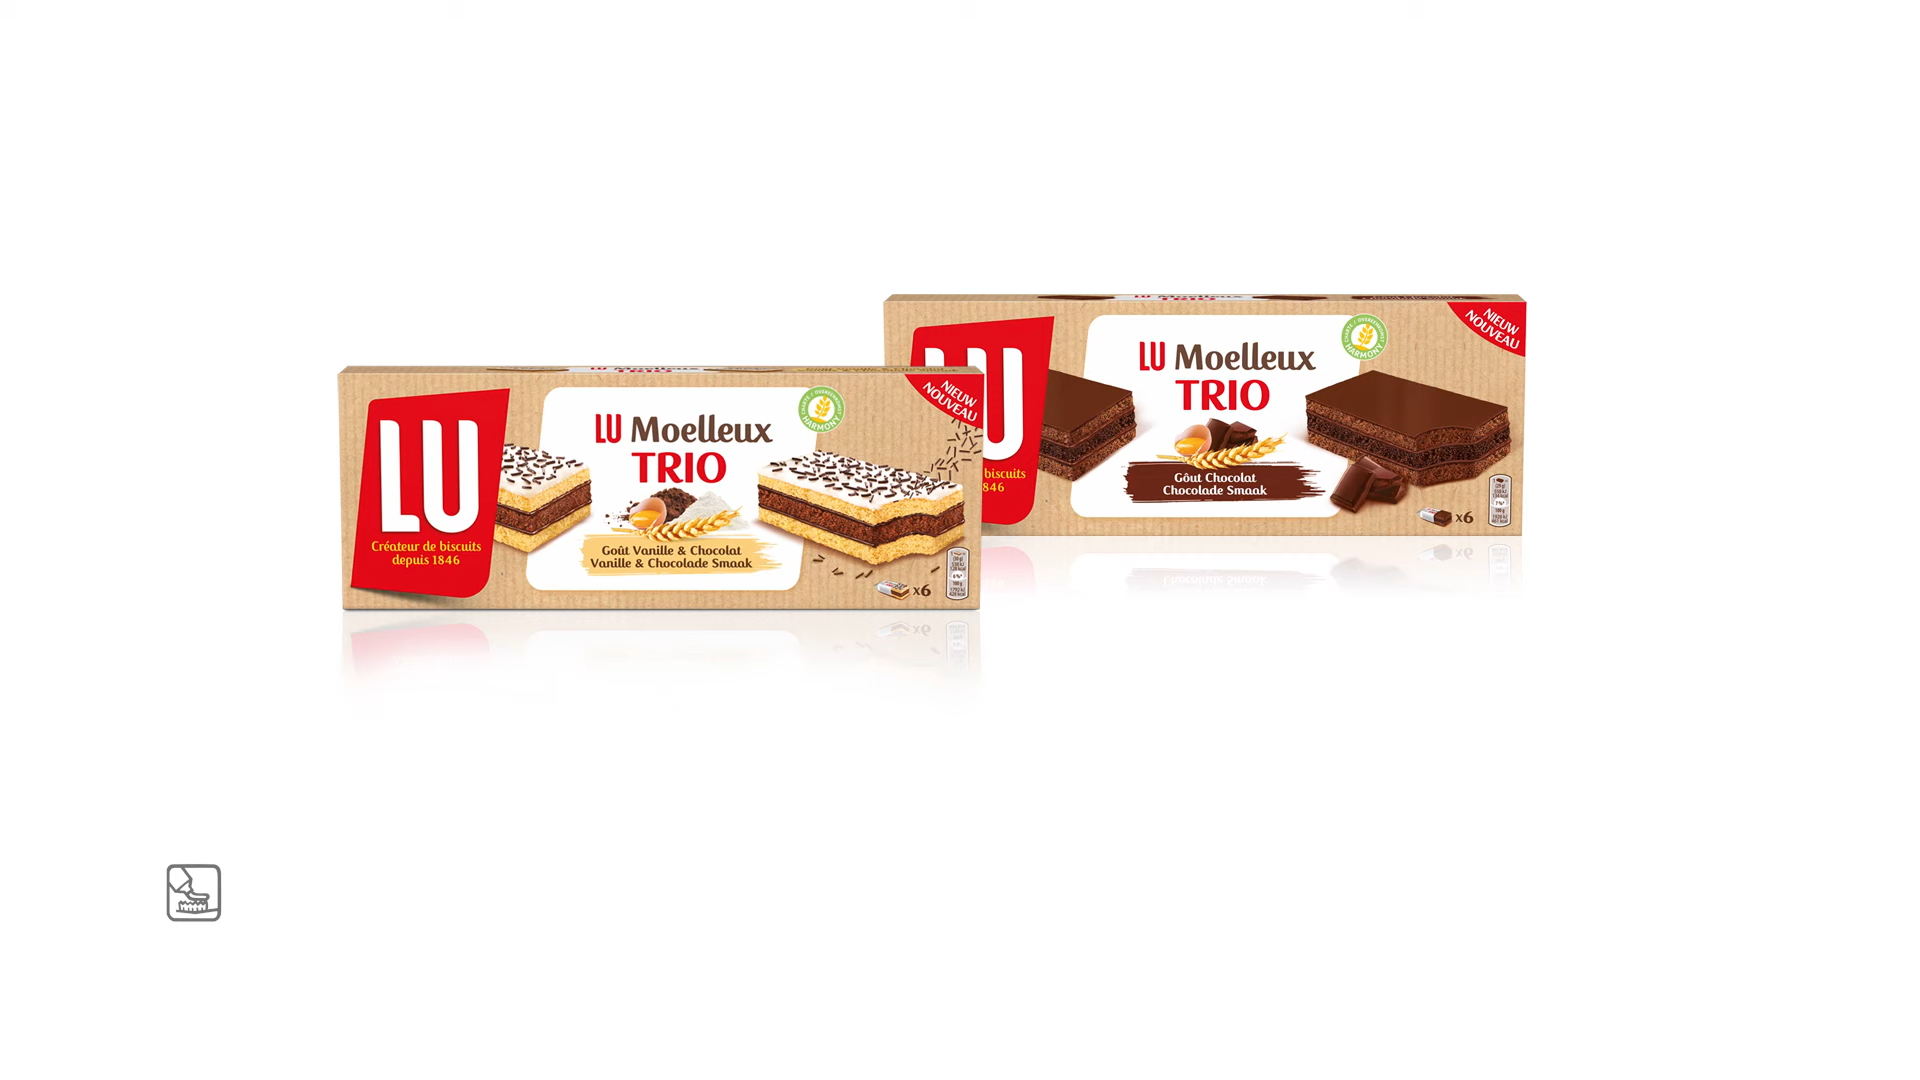 LU
Créateur de biscuits
depuis 1846
LU Moelleux
TRIO
Goût Vanille & Chocolat
Vanille & Chocolade Smaak
HARMONY
NIEUW
NOUVEAU
x6
LU
biscuits
846
LU Moelleux
TRIO
Gôut Chocolat
Chocolade Smaak
HARMONY
NIEUW
NOUVEAU
x6